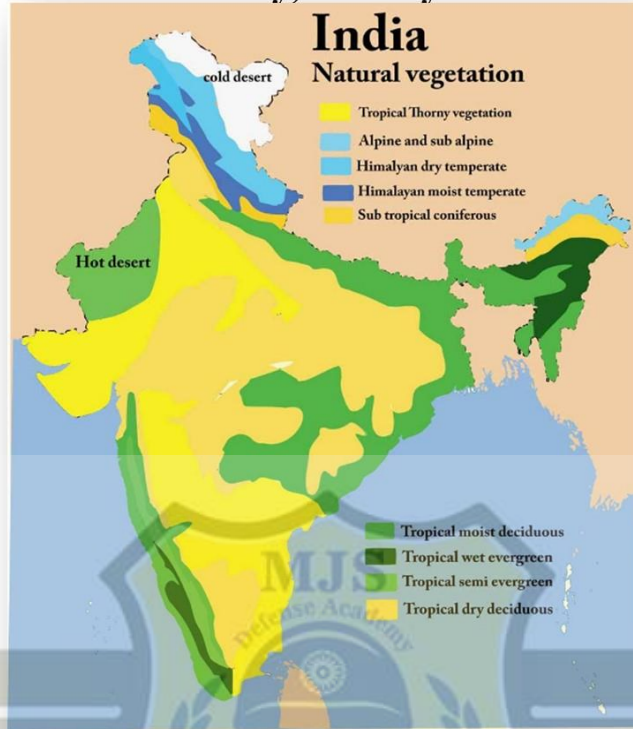 India
Natural vegetation
cold desert
Tropical Thorny vegetation
Alpine and sub alpine
Himalyan dry temperate
Himalayan moist temperate
Sub tropical coniferous
Hot desert
Tropical moist deciduous
Tropical wet evergreen
Tropical semi evergreen
Tropical dry deciduous
MJS
Defense Academy